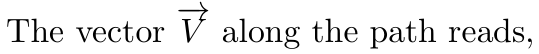 The vector $\overrightarrow{V}$ along the path reads,